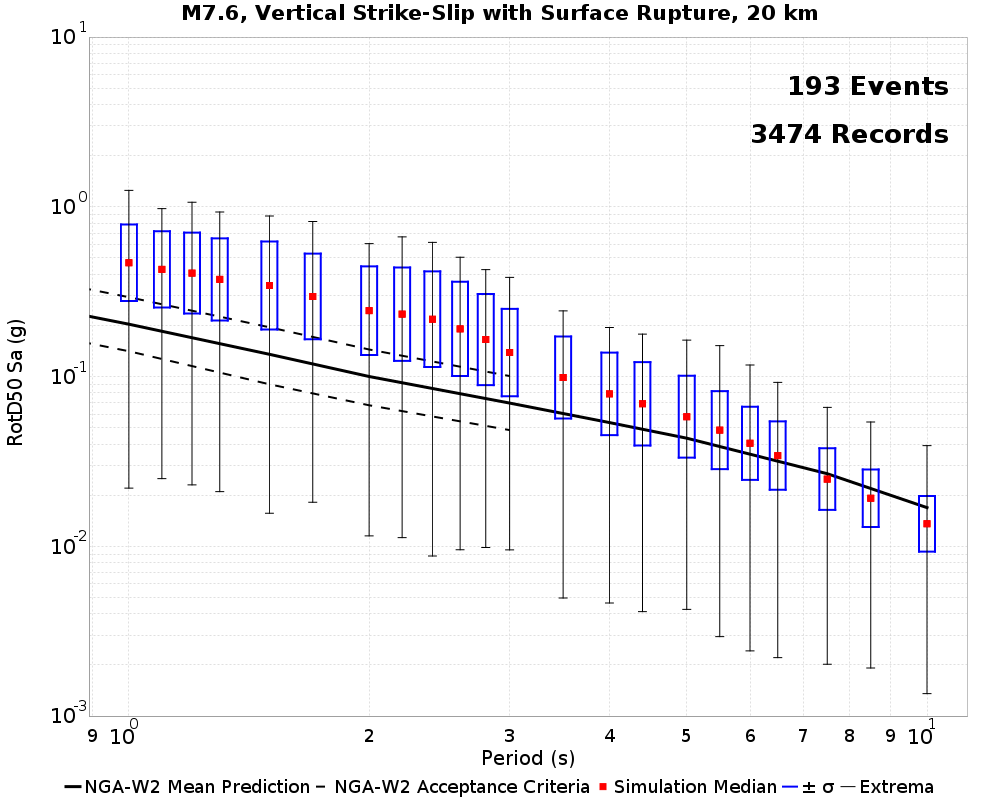 M7.6, Vertical Strike-Slip with Surface Rupture, 20 km
193 Events
3474 Records
10^1
10^0
10^-1
10^-2
10^-3
RotD50 Sa (g)
9 10^0 2 3 4 5 6 7 8 9 10^1
Period (s)
NGA-W2 Mean Prediction NGA-W2 Acceptance Criteria Simulation Median ± σ Extrema